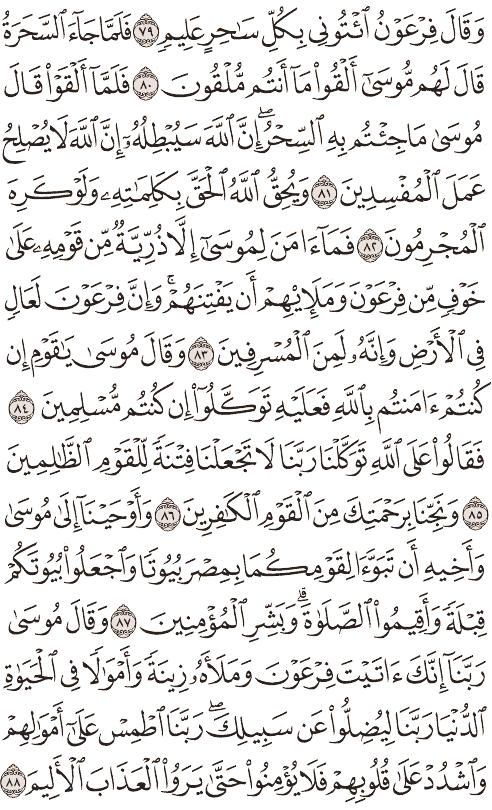 وَقَالَ فِرْعَوْنُ ٱئْتُونِي بِكُلِّ سَٰحِرٍ عَلِيمٍ ٧٩ فَلَمَّا جَآءَ ٱلسَّحَرَةُ
قَالَ لَهُم مُّوسَىٰٓ أَلْقُوا۟ مَآ أَنتُم مُّلْقُونَ ٨٠ فَلَمَّآ أَلْقَوْا۟ قَالَ
مُوسَىٰ مَا جِئْتُم بِهِ ٱلسِّحْرُۖ إِنَّ ٱللَّهَ سَيُبْطِلُهُۥٓ إِنَّ ٱللَّهَ لَا يُصْلِحُ
عَمَلَ ٱلْمُفْسِدِينَ ٨١ وَيُحِقُّ ٱللَّهُ ٱلْحَقَّ بِكَلِمَٰتِهِۦ وَلَوْ كَرِهَ
ٱلْمُجْرِمُونَ ٨٢ فَمَآ ءَامَنَ لِمُوسَىٰٓ إِلَّا ذُرِّيَّةٌ مِّن قَوْمِهِۦ عَلَىٰ
خَوْفٍ مِّن فِرْعَوْنَ وَمَلَإِي۟هِمْ أَن يَفْتِنَهُمْۚ وَإِنَّ فِرْعَوْنَ لَعَالٍ
فِي ٱلْأَرْضِ وَإِنَّهُۥ لَمِنَ ٱلْمُسْرِفِينَ ٨٣ وَقَالَ مُوسَىٰ يَٰقَوْمِ إِن
كُنتُمْ ءَامَنتُم بِٱللَّهِ فَعَلَيْهِ تَوَكَّلُوٓا۟ إِن كُنتُم مُّسْلِمِينَ ٨٤
فَقَالُوا۟ عَلَى ٱللَّهِ تَوَكَّلْنَا رَبَّنَا لَا تَجْعَلْنَا فِتْنَةً لِّلْقَوْمِ ٱلظَّٰلِمِينَ
٨٥ وَنَجِّنَا بِرَحْمَتِكَ مِنَ ٱلْقَوْمِ ٱلْكَٰفِرِينَ ٨٦ وَأَوْحَيْنَآ إِلَىٰ مُوسَىٰ
وَأَخِيهِ أَن تَبَوَّءَا لِقَوْمِكُمَا بِمِصْرَ بُيُوتًا وَٱجْعَلُوا۟ بُيُوتَكُمْ
قِبْلَةً وَأَقِيمُوا۟ ٱلصَّلَوٰةَۗ وَبَشِّرِ ٱلْمُؤْمِنِينَ ٨٧ وَقَالَ مُوسَىٰ
رَبَّنَآ إِنَّكَ ءَاتَيْتَ فِرْعَوْنَ وَمَلَأَهُۥ زِينَةً وَأَمْوَٰلًا فِي ٱلْحَيَوٰةِ
ٱلدُّنْيَا رَبَّنَا لِيُضِلُّوا۟ عَن سَبِيلِكَۖ رَبَّنَا ٱطْمِسْ عَلَىٰٓ أَمْوَٰلِهِمْ
وَٱشْدُدْ عَلَىٰ قُلُوبِهِمْ فَلَا يُؤْمِنُوا۟ حَتَّىٰ يَرَوُا۟ ٱلْعَذَابَ ٱلْأَلِيمَ ٨٨